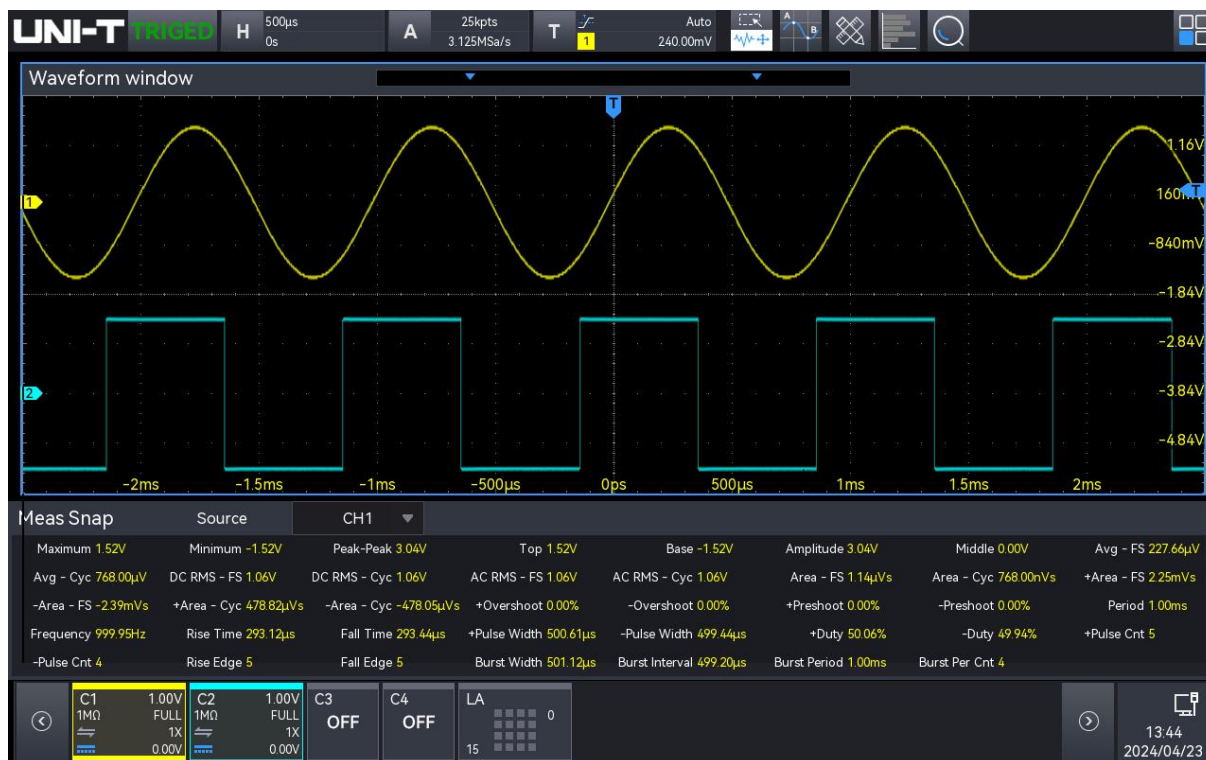 UNI-T TRIGED H 500µs A 25kpts T Auto
0s 3.125MSa/s 1 240.00mV A B
Waveform window
T
1.16V
1 160m T
-840mV
-1.84V
-2.84V
2 -3.84V
-4.84V
-2ms -1.5ms -1ms -500µs 0ps 500µs 1ms 1.5ms 2ms
Meas Snap Source CH1
Maximum 1.52V Minimum -1.52V Peak-Peak 3.04V Top 1.52V Base -1.52V Amplitude 3.04V Middle 0.00V Avg - FS 227.66µV
Avg - Cyc 768.00µV DC RMS - FS 1.06V DC RMS - Cyc 1.06V AC RMS - FS 1.06V AC RMS - Cyc 1.06V Area - FS 1.14µVs Area - Cyc 768.00nVs +Area - FS 2.25mVs
-Area - FS -2.39mVs +Area - Cyc 478.82µVs -Area - Cyc -478.05µVs +Overshoot 0.00% -Overshoot 0.00% +Preshoot 0.00% -Preshoot 0.00% Period 1.00ms
Frequency 999.95Hz Rise Time 293.12µs Fall Time 293.44µs +Pulse Width 500.61µs -Pulse Width 499.44µs +Duty 50.06% -Duty 49.94% +Pulse Cnt 5
-Pulse Cnt 4 Rise Edge 5 Fall Edge 5 Burst Width 501.12µs Burst Interval 499.20µs Burst Period 1.00ms Burst Per Cnt 4
C1 1.00V C2 1.00V C3 C4 LA
1MΩ FULL 1MΩ FULL OFF OFF 0
1X 1X
0.00V 0.00V 15
13:44
2024/04/23